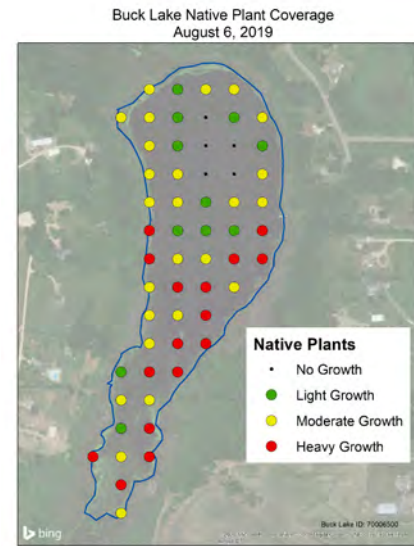 Buck Lake Native Plant Coverage
August 6, 2019
Native Plants
No Growth
Light Growth
Moderate Growth
Heavy Growth
Buck Lake ID: 70006500
bing